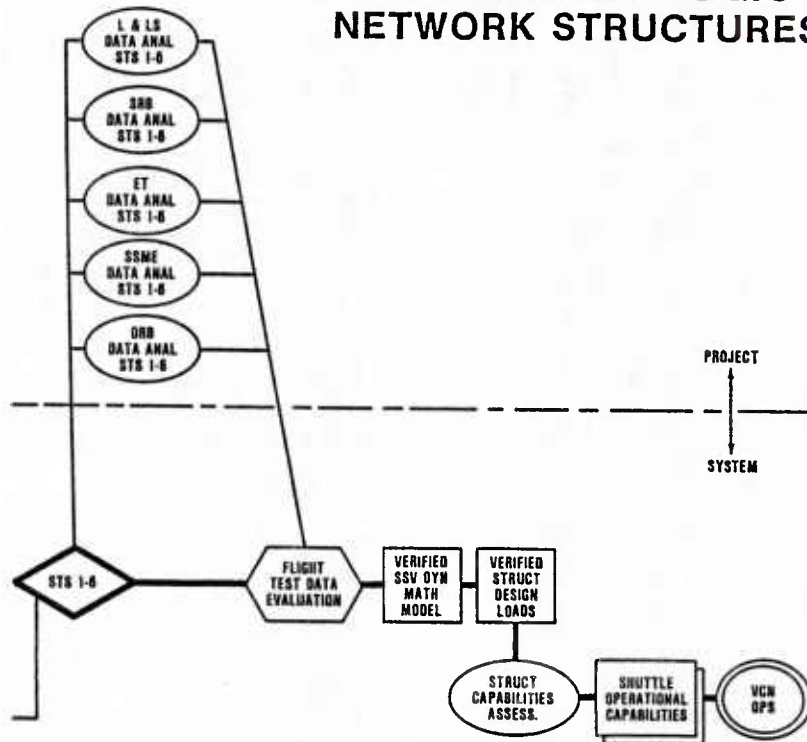 NETWORK STRUCTURES
L & LS
DATA ANAL
STS 1-6
SRB
DATA ANAL
STS 1-6
ET
DATA ANAL
STS 1-6
SSME
DATA ANAL
STS 1-6
ORB
DATA ANAL
STS 1-6
PROJECT
SYSTEM
STS 1-6
FLIGHT
TEST DATA
EVALUATION
VERIFIED
SSV DYN
MATH
MODEL
VERIFIED
STRUCT
DESIGN
LOADS
STRUCT
CAPABILITIES
ASSESS.
SHUTTLE
OPERATIONAL
CAPABILITIES
VCN
OPS